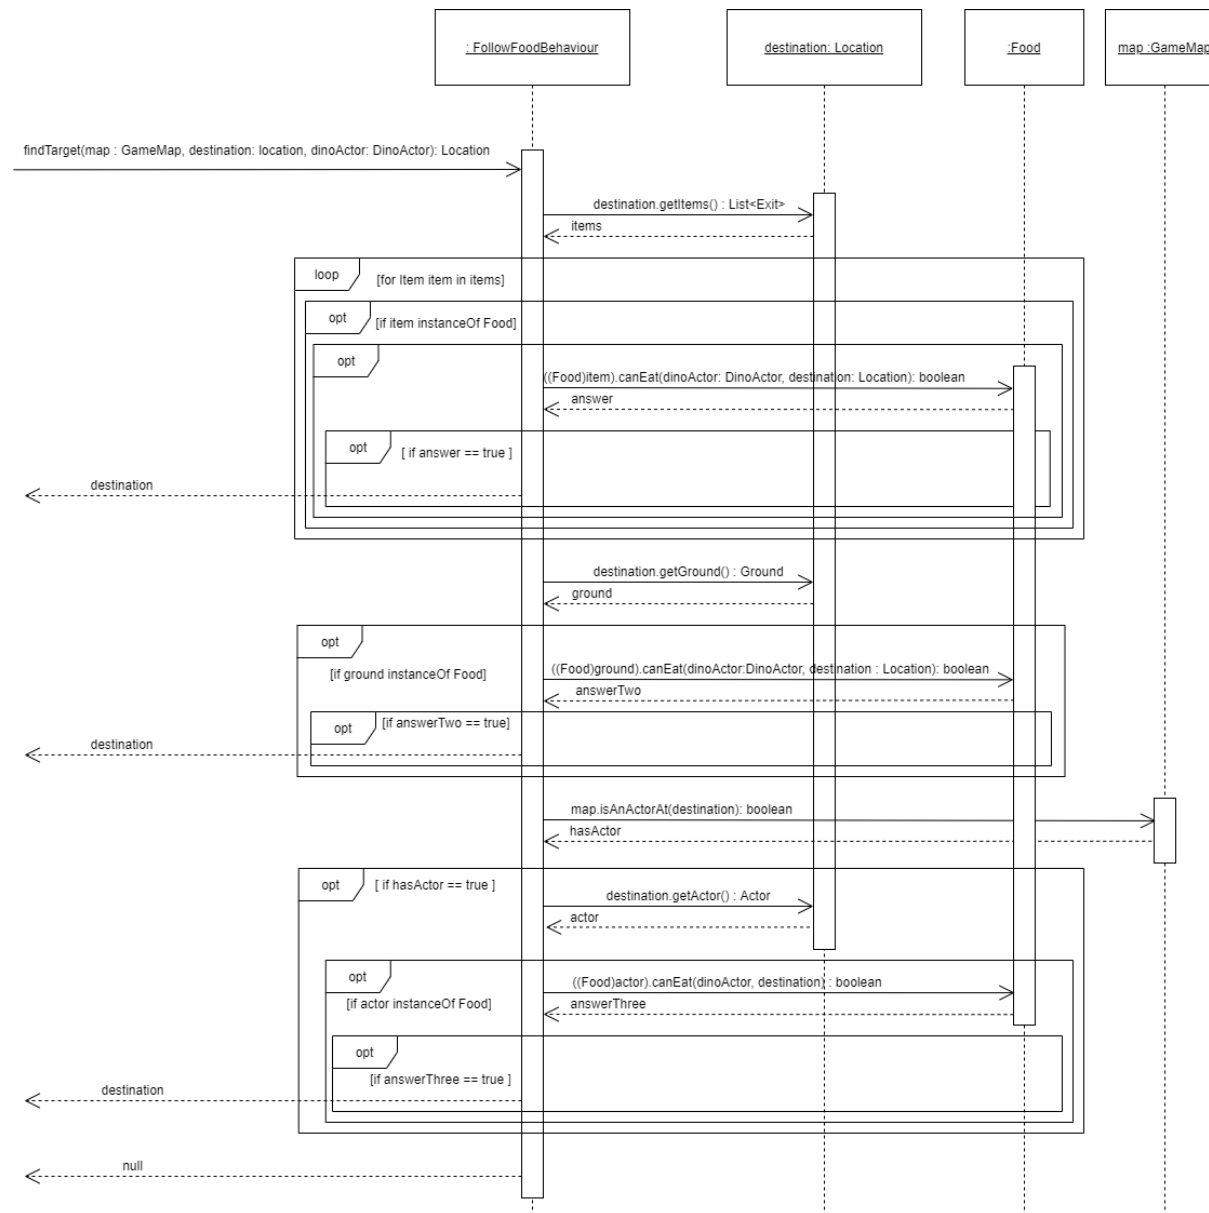 : FollowFoodBehaviour
destination: Location
:Food
map :GameMap
findTarget(map : GameMap, destination: location, dinoActor: DinoActor): Location
destination.getItems() : List<Exit>
items
loop
[for Item item in items]
opt
[if item instanceOf Food]
opt
((Food)item).canEat(dinoActor: DinoActor, destination: Location): boolean
answer
opt
[ if answer == true ]
destination
destination.getGround() : Ground
ground
opt
[if ground instanceOf Food]
((Food)ground).canEat(dinoActor:DinoActor, destination : Location): boolean
answerTwo
opt
[if answerTwo == true]
destination
map.isAnActorAt(destination): boolean
hasActor
opt
[ if hasActor == true ]
destination.getActor() : Actor
actor
opt
[if actor instanceOf Food]
((Food)actor).canEat(dinoActor, destination) : boolean
answerThree
opt
[if answerThree == true ]
destination
null